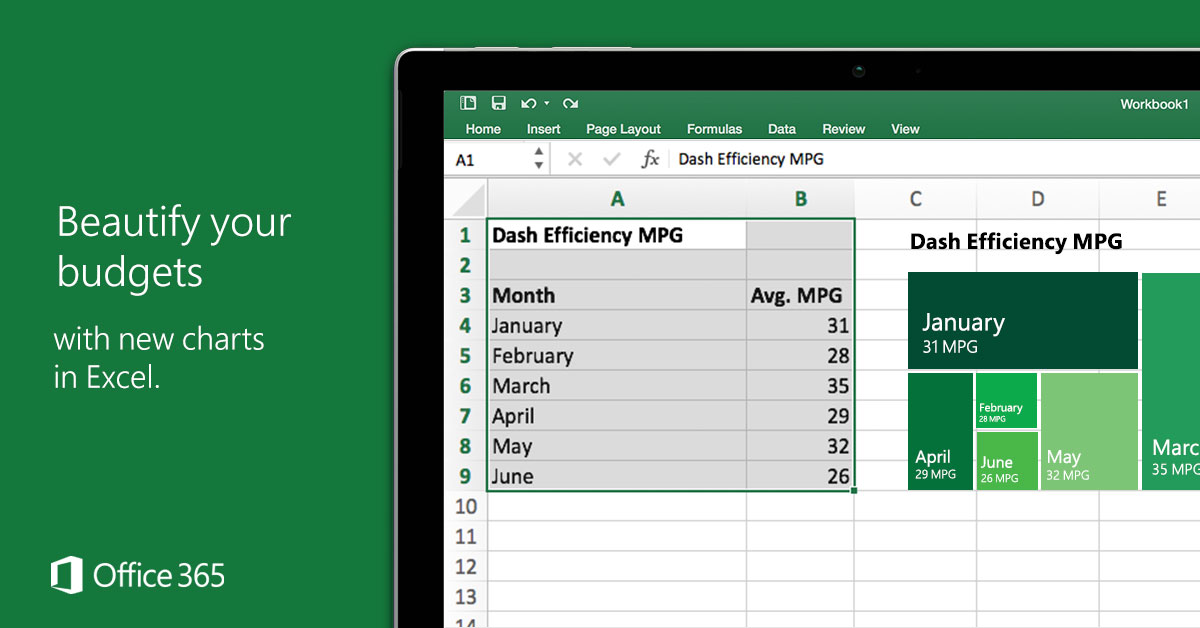 Beautify your
budgets
with new charts
in Excel.
Office 365
Workbook1
Home Insert Page Layout Formulas Data Review View
A1 fx Dash Efficiency MPG
A B C D E
1 Dash Efficiency MPG
2
3 Month Avg. MPG
4 January 31
5 February 28
6 March 35
7 April 29
8 May 32
9 June 26
10
11
12
13
14
Dash Efficiency MPG
January
31 MPG
February
28 MPG
April
29 MPG
June
26 MPG
May
32 MPG
Marc
35 MPG